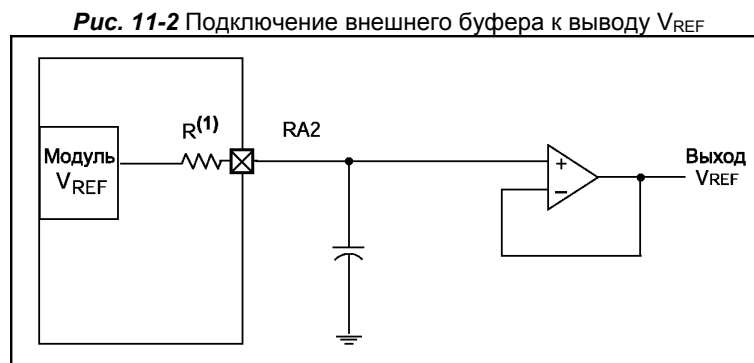 Рис. 11-2 Подключение внешнего буфера к выводу VREF
R(1)
RA2
Модуль
VREF
+
−
Выход
VREF